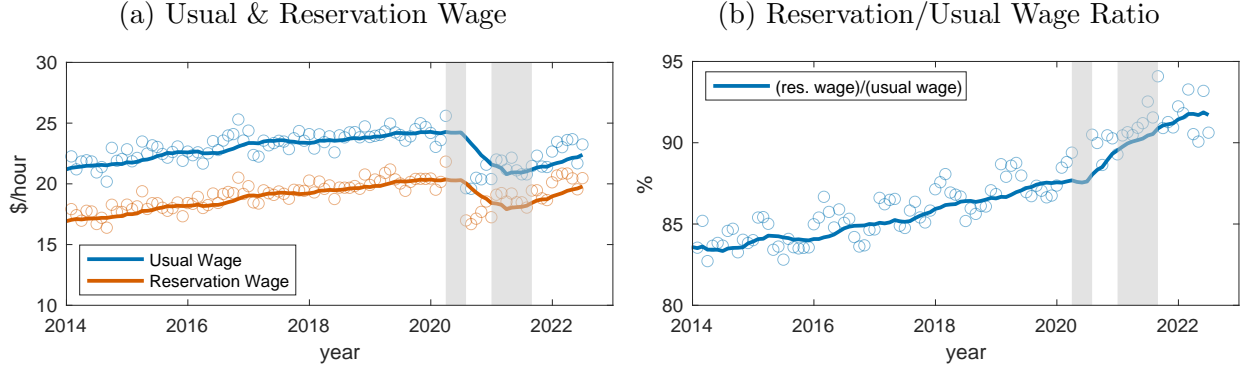 (a) Usual & Reservation Wage
30
25
20
15
10
$/hour
Usual Wage
Reservation Wage
2014 2016 2018 2020 2022
year
(b) Reservation/Usual Wage Ratio
95
90
85
80
%
(res. wage)/(usual wage)
2014 2016 2018 2020 2022
year